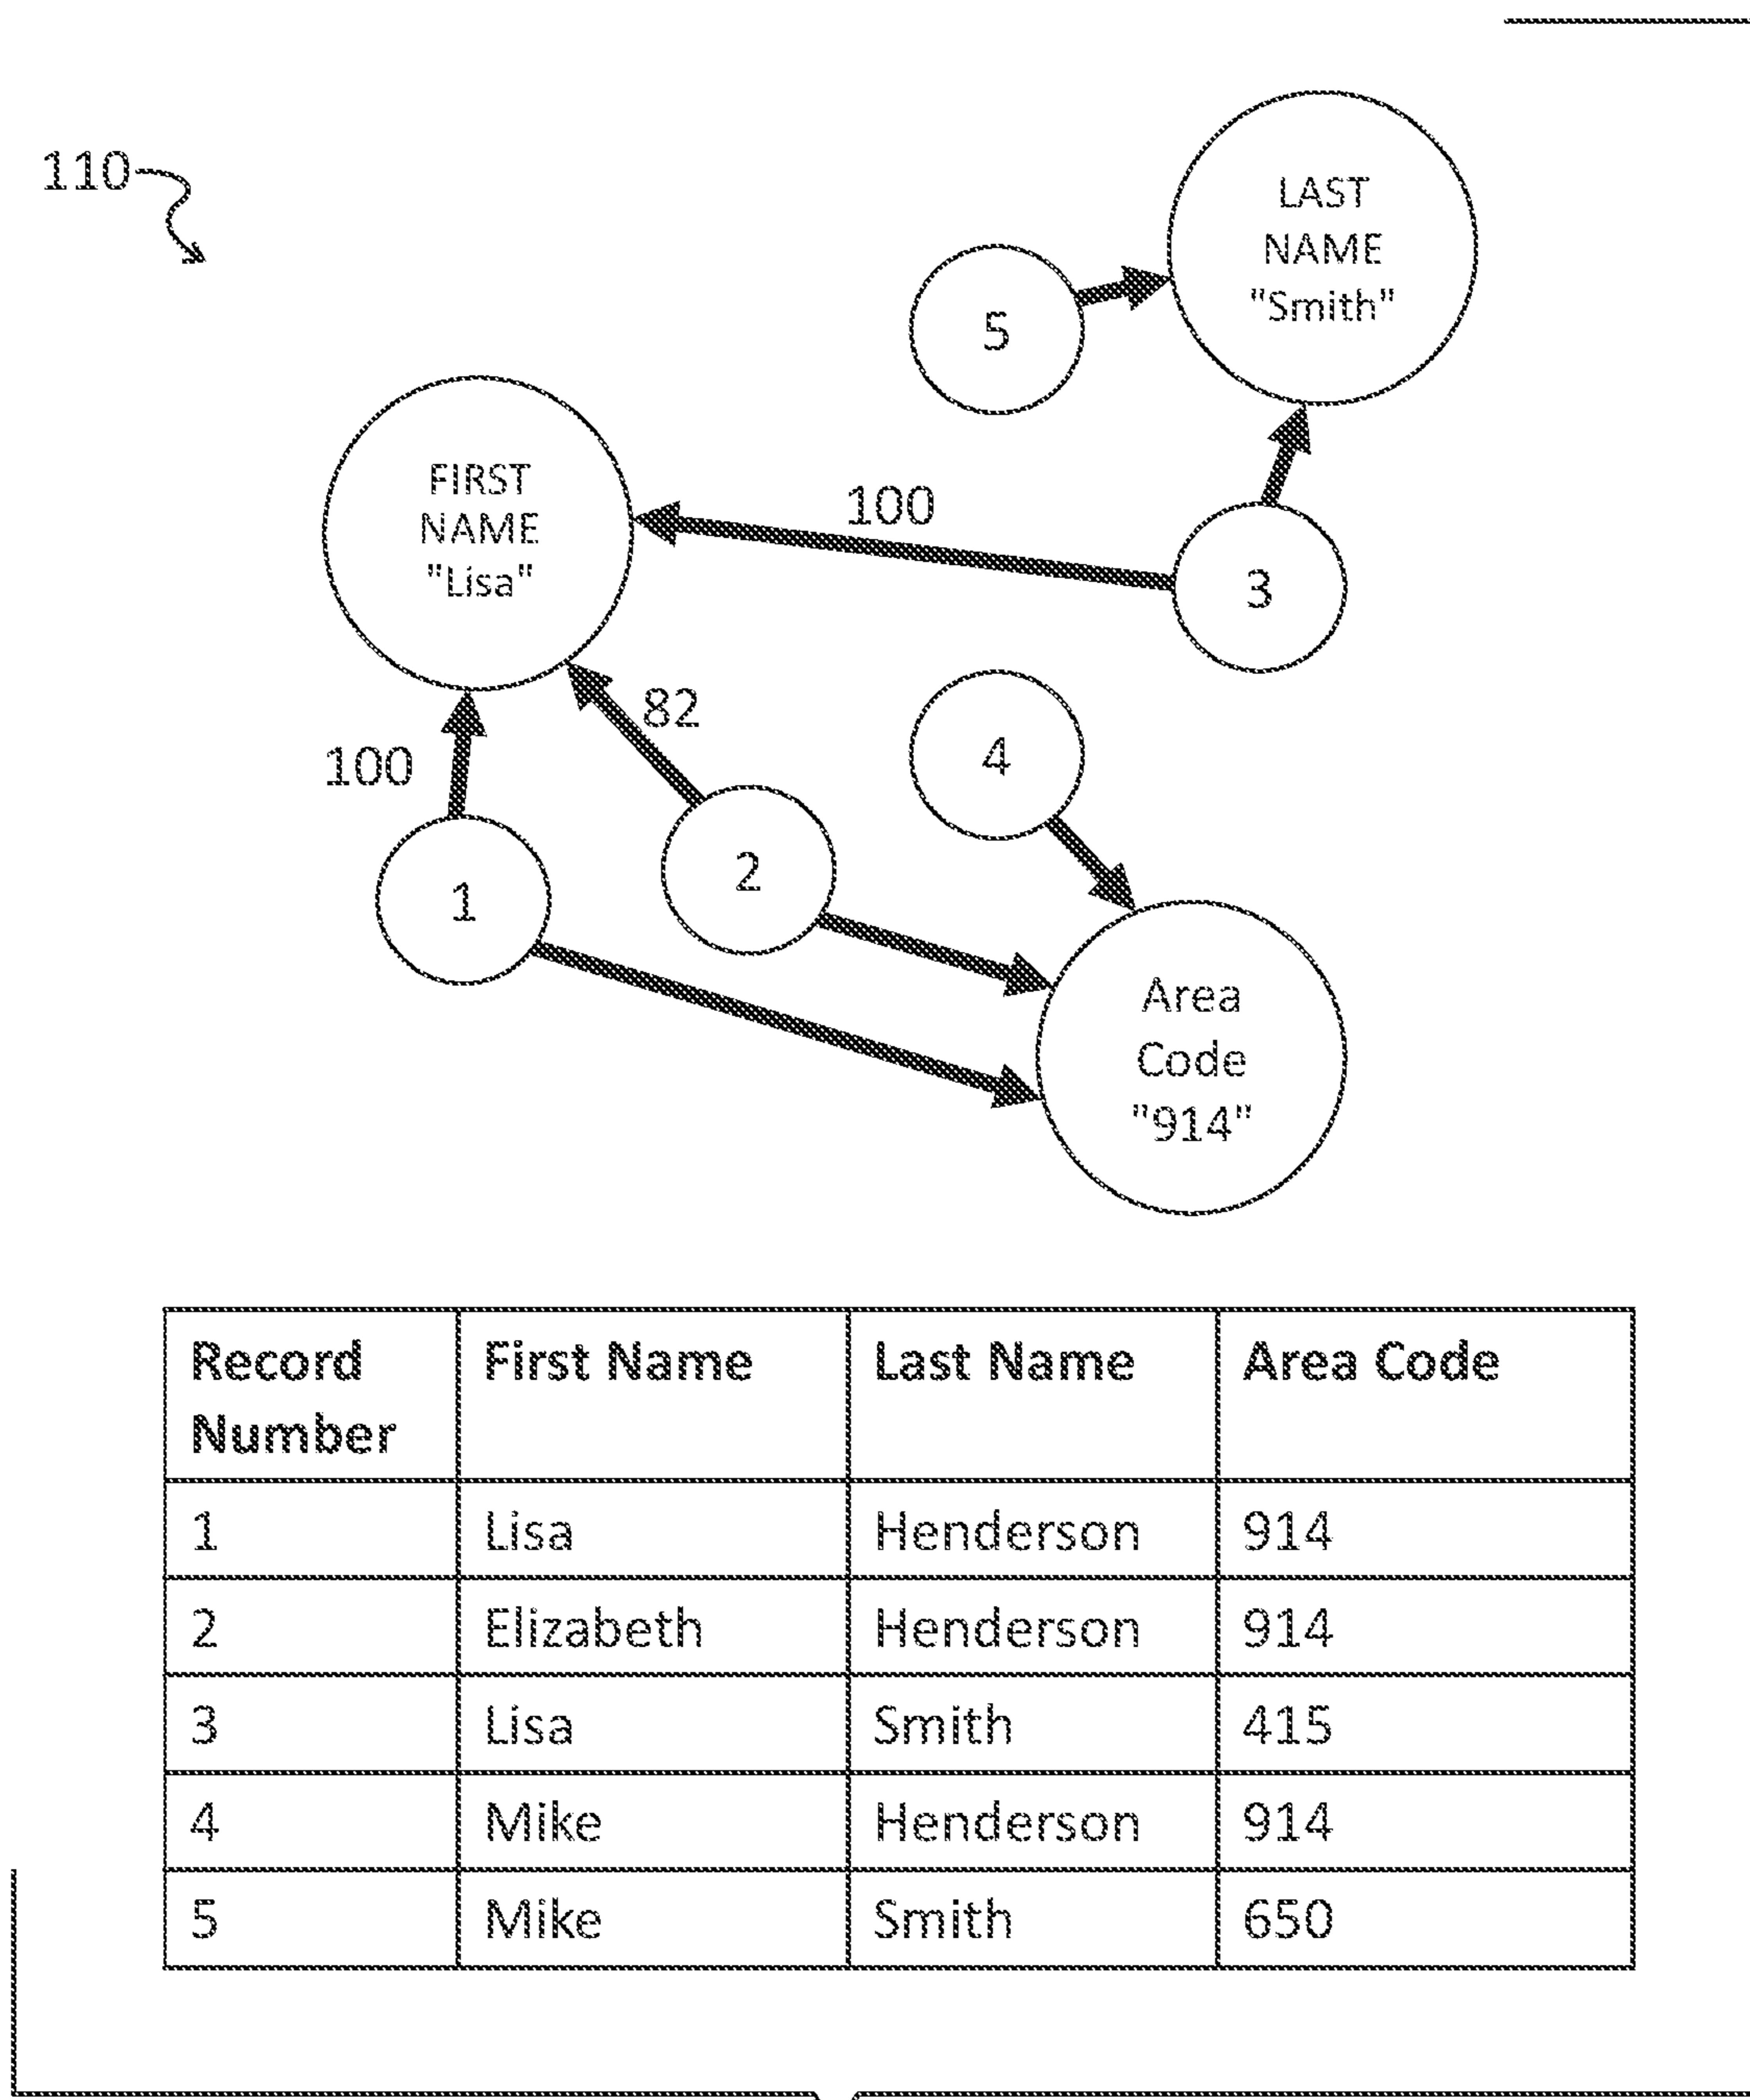 110
LAST
NAME
"Smith"
5
FIRST
NAME
"Lisa"
100
3
82
4
100
2
1
Area
Code
"914"
Record Number First Name Last Name Area Code
1 Lisa Henderson 914
2 Elizabeth Henderson 914
3 Lisa Smith 415
4 Mike Henderson 914
5 Mike Smith 650